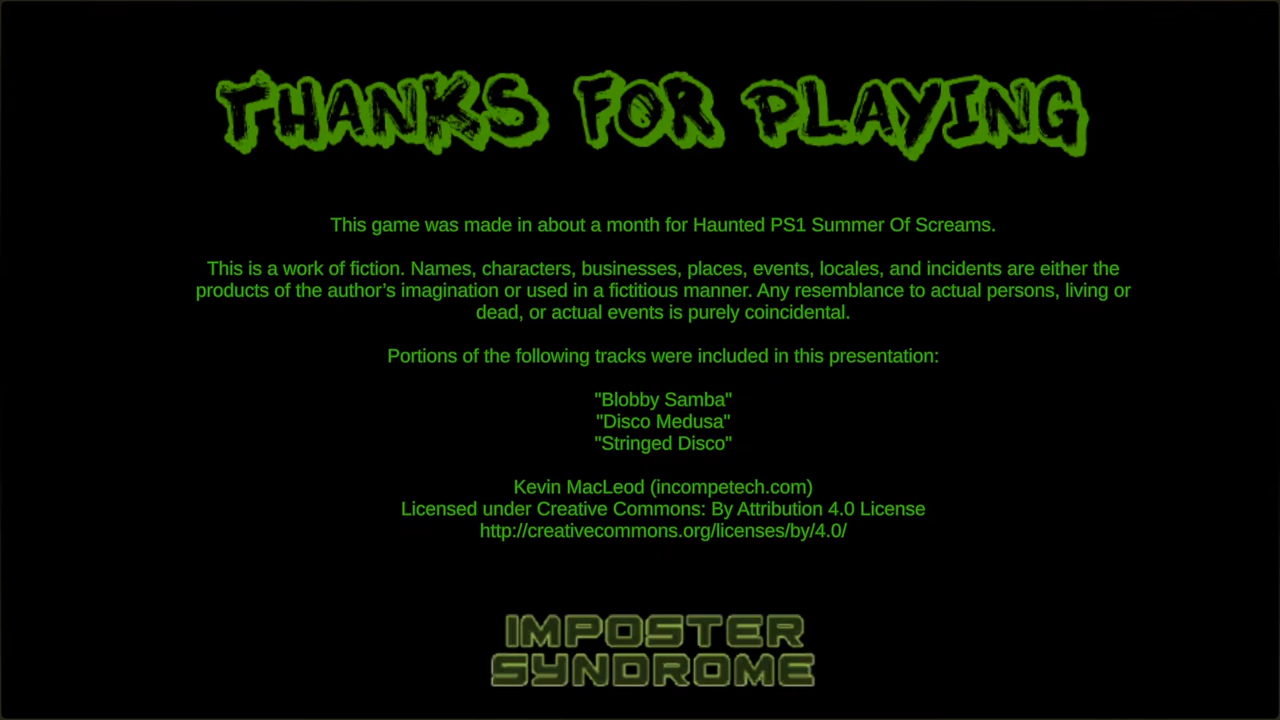 THANKS FOR PLAYING
This game was made in about a month for Haunted PS1 Summer Of Screams.
This is a work of fiction. Names, characters, businesses, places, events, locales, and incidents are either the
products of the author’s imagination or used in a fictitious manner. Any resemblance to actual persons, living or
dead, or actual events is purely coincidental.
Portions of the following tracks were included in this presentation:
"Blobby Samba"
"Disco Medusa"
"Stringed Disco"
Kevin MacLeod (incompetech.com)
Licensed under Creative Commons: By Attribution 4.0 License
http://creativecommons.org/licenses/by/4.0/
IMPOSTER
SYNDROME